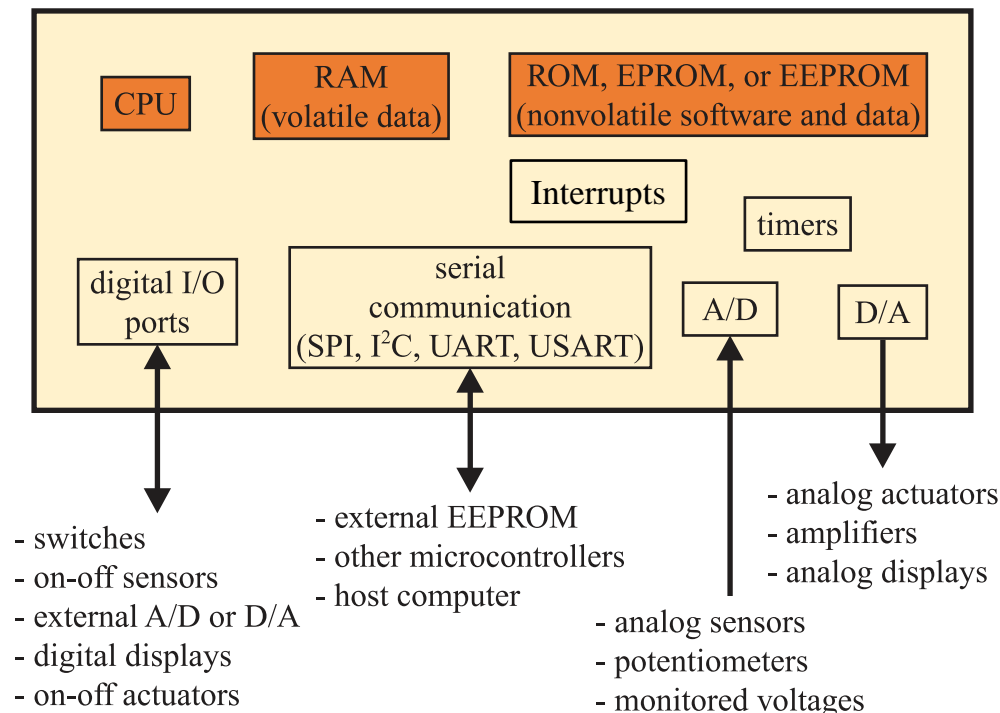 CPU
RAM
(volatile data)
ROM, EPROM, or EEPROM
(nonvolatile software and data)
Interrupts
timers
digital I/O
ports
serial
communication
(SPI, I²C, UART, USART)
A/D
D/A
- switches
- on-off sensors
- external A/D or D/A
- digital displays
- on-off actuators
- external EEPROM
- other microcontrollers
- host computer
- analog sensors
- potentiometers
- monitored voltages
- analog actuators
- amplifiers
- analog displays